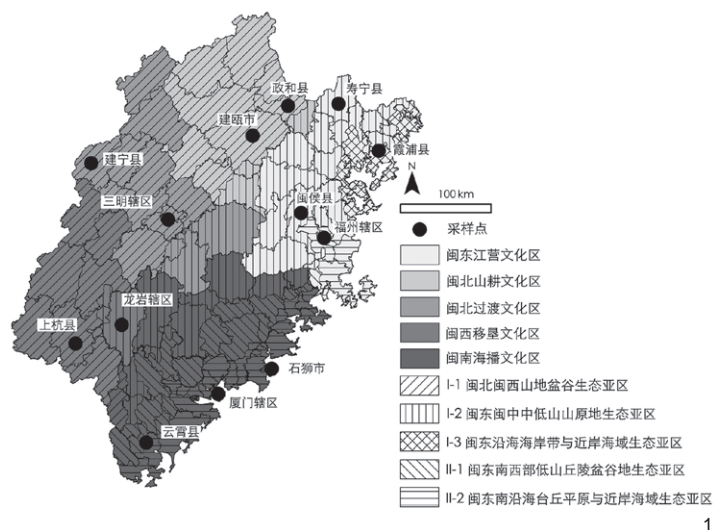 政和县
寿宁县
建瓯市
霞浦县
建宁县
N
100 km
三明辖区
闽侯县
采样点
福州辖区
闽东江营文化区
闽北山耕文化区
龙岩辖区
闽北过渡文化区
上杭县
闽西移垦文化区
闽南海播文化区
石狮市
I-1 闽北闽西山地盆谷生态亚区
厦门辖区
I-2 闽东闽中中低山山原地生态亚区
云霄县
I-3 闽东沿海海岸带与近岸海域生态亚区
II-1 闽东南西部低山丘陵盆谷地生态亚区
II-2 闽东南沿海台丘平原与近岸海域生态亚区
1